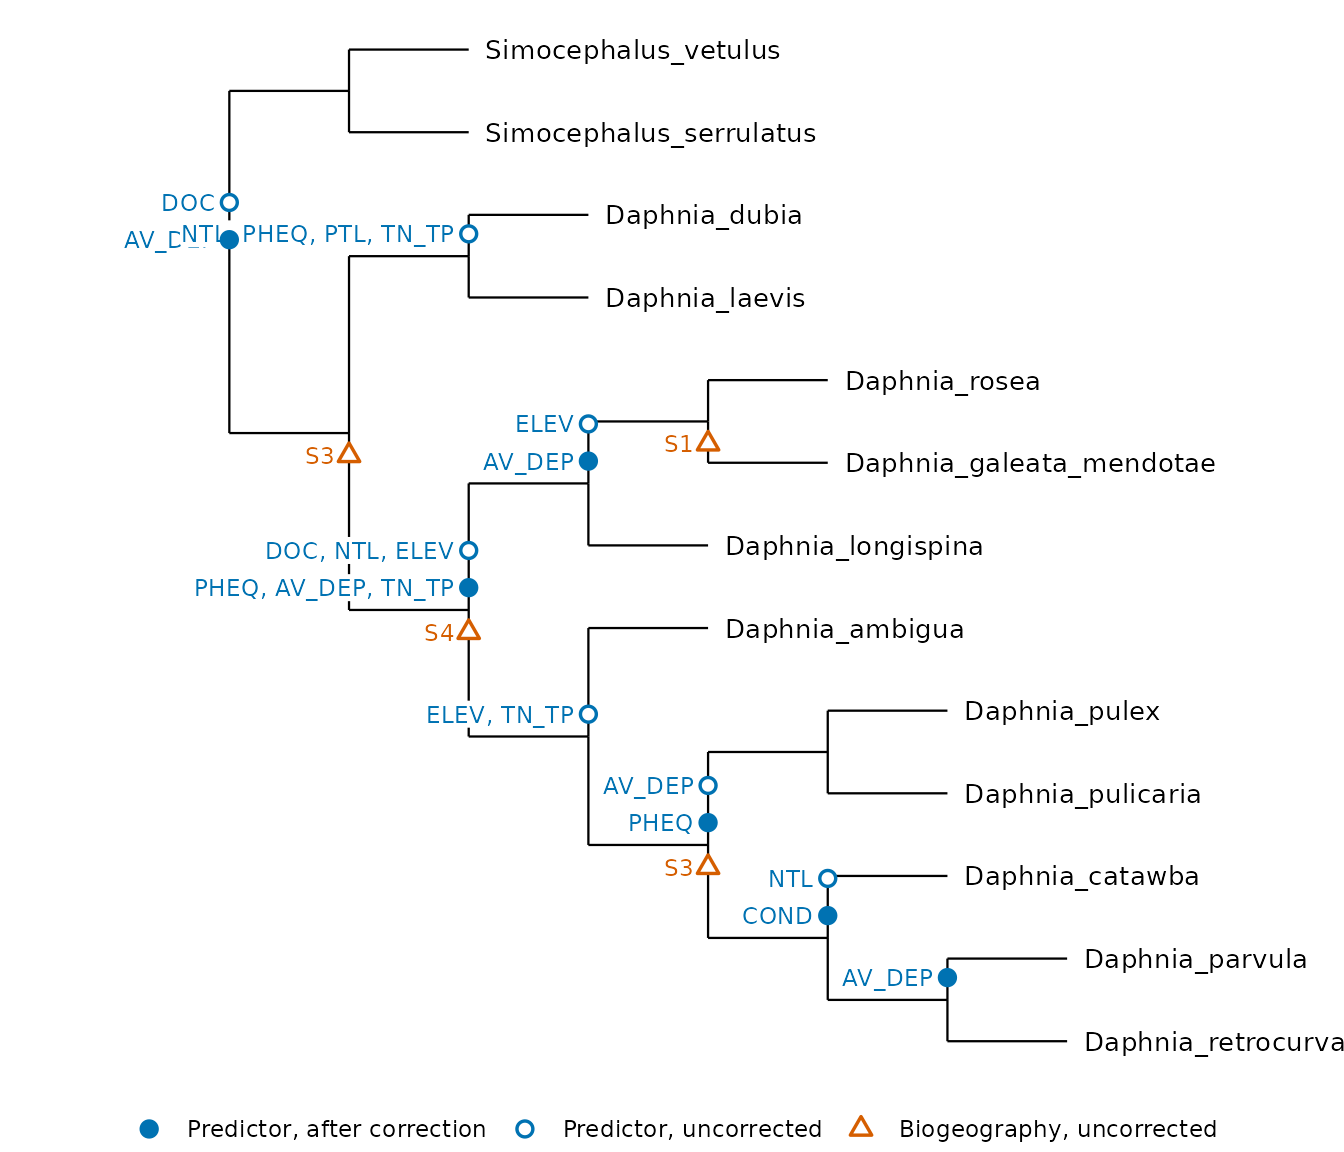 Simocephalus_vetulus
Simocephalus_serrulatus
DOC
Daphnia_dubia
NTL, PHEQ, PTL, TN_TP
Daphnia_laevis
Daphnia_rosea
ELEV
S1
S3
AV_DEP
Daphnia_galeata_mendotae
Daphnia_longispina
DOC, NTL, ELEV
PHEQ, AV_DEP, TN_TP
S4
Daphnia_ambigua
ELEV, TN_TP
Daphnia_pulex
AV_DEP
Daphnia_pulicaria
PHEQ
S3
NTL
Daphnia_catawba
COND
Daphnia_parvula
AV_DEP
Daphnia_retrocurva
Predictor, after correction
Predictor, uncorrected
Biogeography, uncorrected